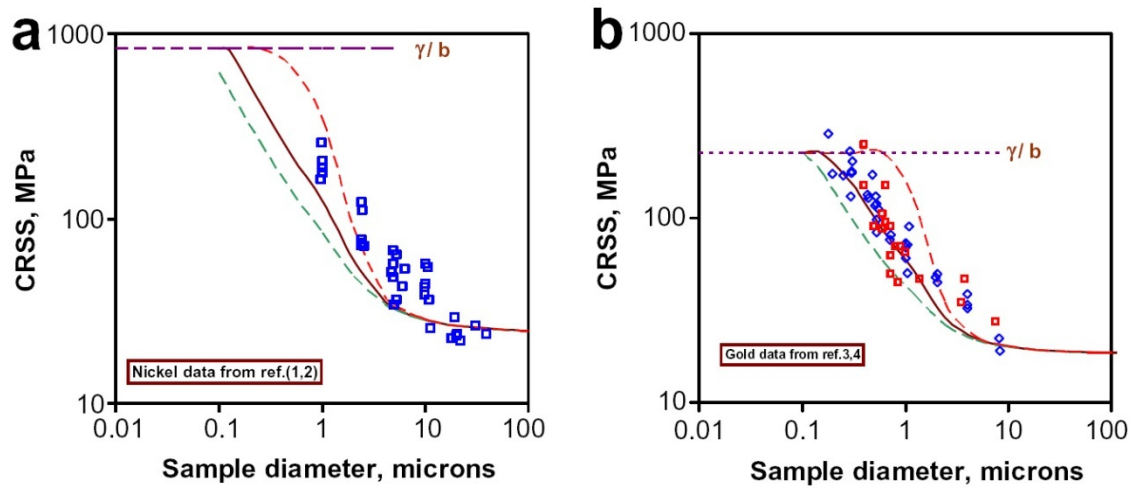 a
1000
100
10
0.01
0.1
1
10
100
CRSS, MPa
Sample diameter, microns
γ/ b
Nickel data from ref.(1,2)
b
1000
100
10
0.01
0.1
1
10
100
CRSS, MPa
Sample diameter, microns
γ/ b
Gold data from ref.3,4